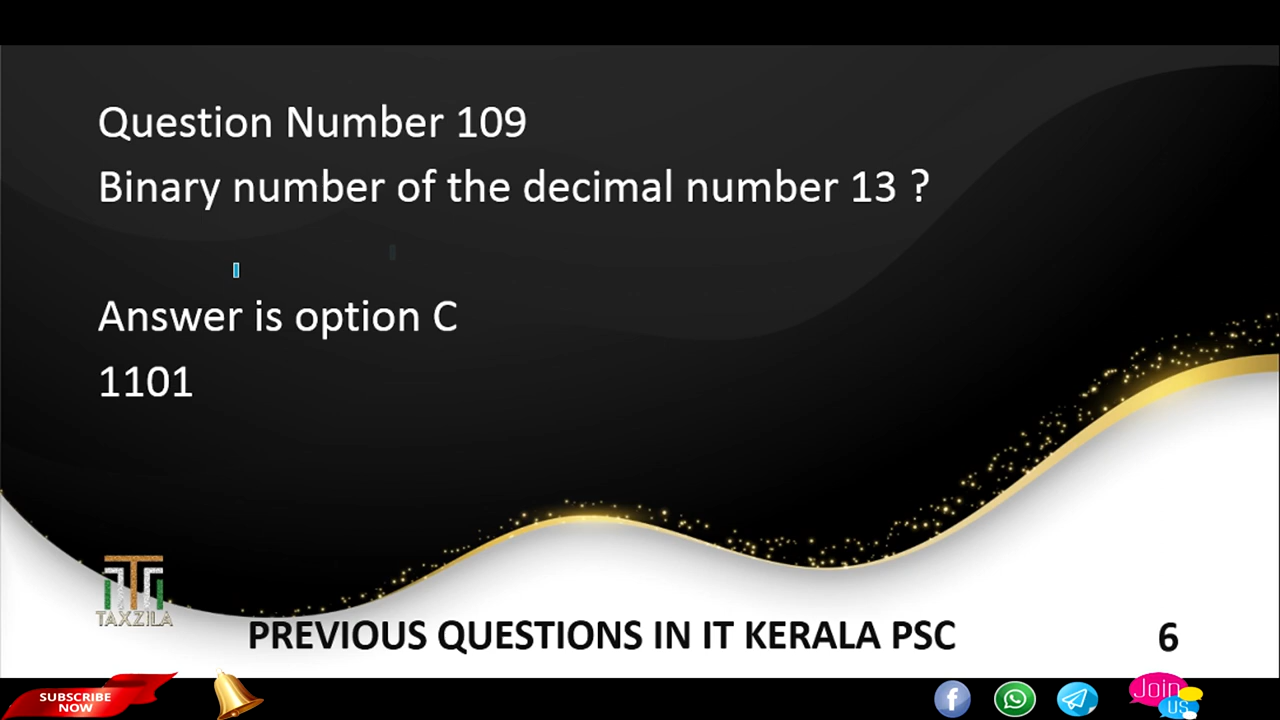 Question Number 109
Binary number of the decimal number 13 ?
Answer is option C
1101
TAXZILA
PREVIOUS QUESTIONS IN IT KERALA PSC
6
SUBSCRIBE
NOW
Join
us